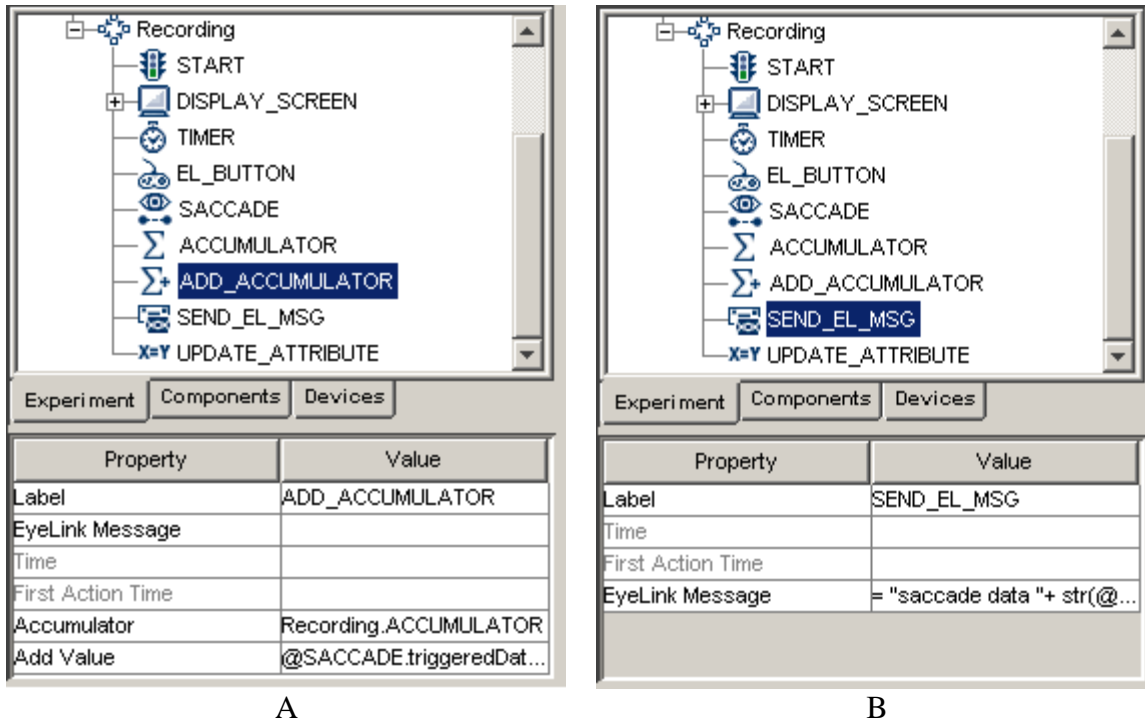 Recording
START
DISPLAY_SCREEN
TIMER
EL_BUTTON
SACCADE
ACCUMULATOR
ADD_ACCUMULATOR
SEND_EL_MSG
X=Y UPDATE_ATTRIBUTE
Experiment Components Devices
Property Value
Label ADD_ACCUMULATOR
EyeLink Message
Time
First Action Time
Accumulator Recording.ACCUMULATOR
Add Value @SACCADE.triggeredDat...
A
Recording
START
DISPLAY_SCREEN
TIMER
EL_BUTTON
SACCADE
ACCUMULATOR
ADD_ACCUMULATOR
SEND_EL_MSG
X=Y UPDATE_ATTRIBUTE
Experiment Components Devices
Property Value
Label SEND_EL_MSG
Time
First Action Time
EyeLink Message = "saccade data "+ str(@...
B